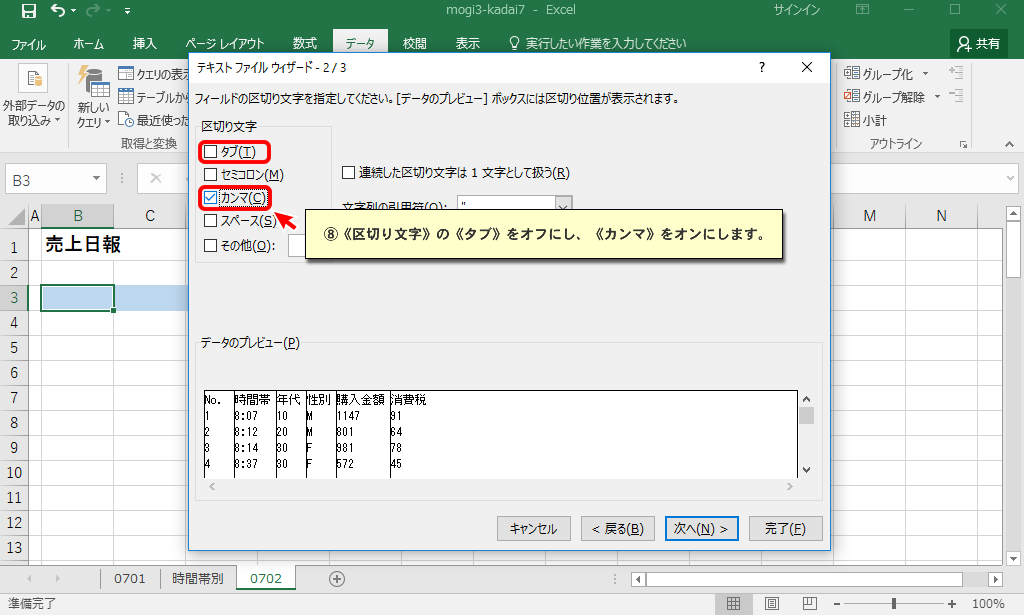 mogi3-kadai7 - Excel
サインイン
ファイル ホーム 挿入 ページ レイアウト 数式 データ 校閲 表示 実行したい作業を入力してください 共有
外部データの取り込み
新しいクエリ
クエリの表示
テーブルから
最近使った
取得と変換
グループ化
グループ解除
小計
アウトライン
テキスト ファイル ウィザード - 2 / 3
? ×
フィールドの区切り文字を指定してください。[データのプレビュー] ボックスには区切り位置が表示されます。
区切り文字
タブ(T)
セミコロン(M)
カンマ(C)
スペース(S)
その他(O):
連続した区切り文字は 1 文字として扱う(R)
文字列の引用符(Q): "
⑧《区切り文字》の《タブ》をオフにし、《カンマ》をオンにします。
データのプレビュー(P)
No. 時間帯 年代 性別 購入金額 消費税
1 8:07 10 M 1147 91
2 8:12 20 M 801 64
3 8:14 30 F 981 78
4 8:37 30 F 572 45
キャンセル < 戻る(B) 次へ(N) > 完了(F)
B3
A B C M N
1 売上日報
2
3
4
5
6
7
8
9
10
11
12
13
0701 時間帯別 0702
準備完了
100%